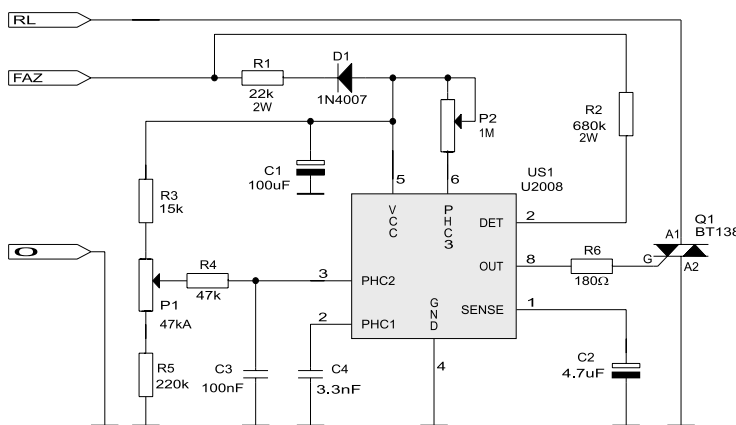 RL
FAZ
R1
22k
2W
D1
1N4007
P2
1M
R2
680k
2W
C1
100uF
5
6
US1
U2008
R3
15k
VCC
PHC3
DET
2
Q1
BT138
A1
O
R4
47k
3
PHC2
OUT
8
R6
180Ω
G
A2
P1
47kA
2
PHC1
GND
SENSE
1
R5
220k
C3
100nF
C4
3.3nF
4
C2
4.7uF